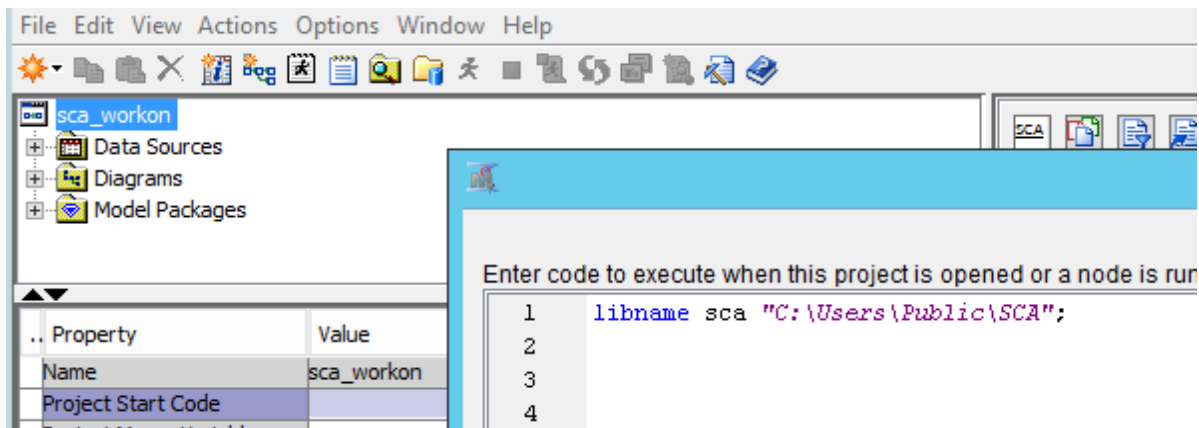 File Edit View Actions Options Window Help
sca_workon
Data Sources
Diagrams
Model Packages
SCA
Enter code to execute when this project is opened or a node is run
1 libname sca "C:\Users\Public\SCA";
2
3
4
.. Property Value
Name sca_workon
Project Start Code